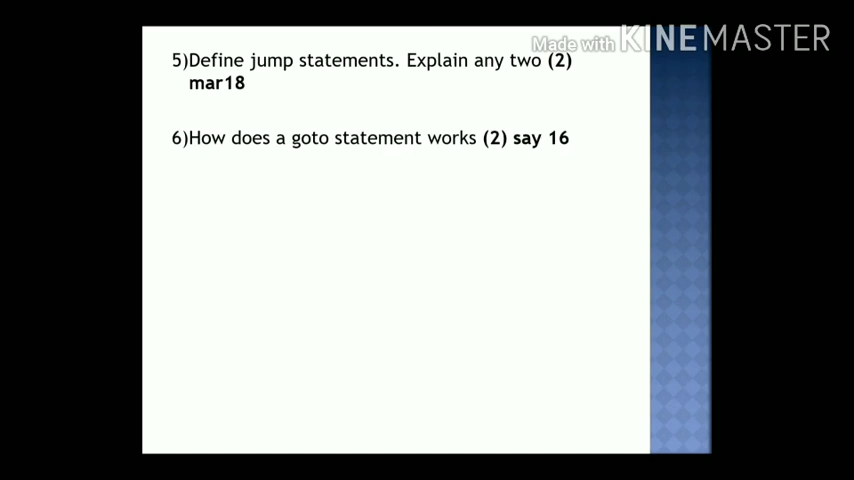 Made with KINEMASTER
5)Define jump statements. Explain any two (2)
mar18
6)How does a goto statement works (2) say 16